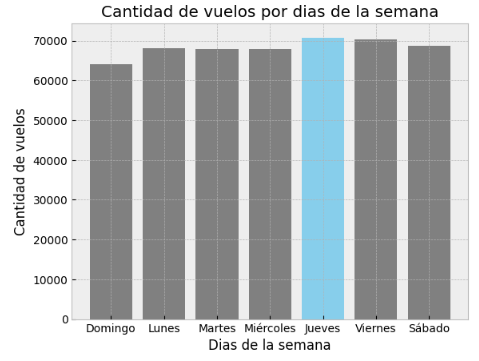 Cantidad de vuelos por dias de la semana
70000
60000
50000
40000
30000
20000
10000
0
Cantidad de vuelos
Domingo Lunes Martes Miércoles Jueves Viernes Sábado
Dias de la semana